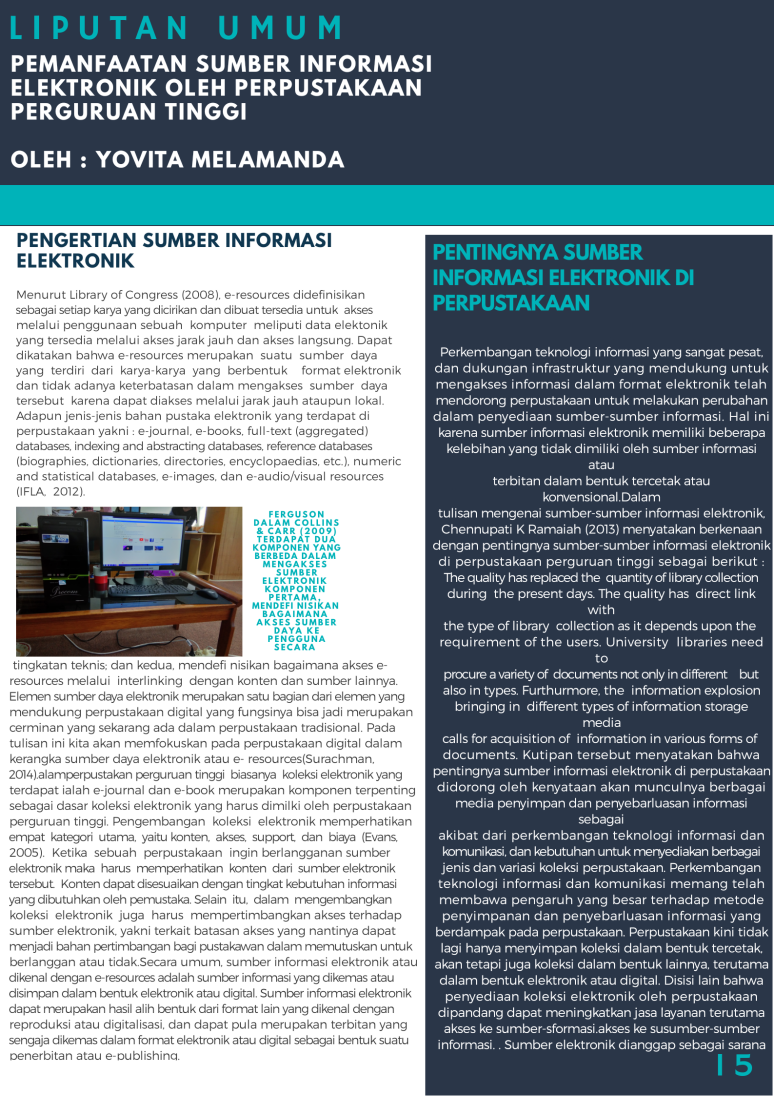 LIPUTAN UMUM
PEMANFAATAN SUMBER INFORMASI
ELEKTRONIK OLEH PERPUSTAKAAN
PERGURUAN TINGGI
OLEH : YOVITA MELAMANDA
PENGERTIAN SUMBER INFORMASI
ELEKTRONIK
Menurut Library of Congress (2008), e-resources didefinisikan
sebagai setiap karya yang dicirikan dan dibuat tersedia untuk akses
melalui penggunaan sebuah komputer meliputi data elektonik
yang tersedia melalui akses jarak jauh dan akses langsung. Dapat
dikatakan bahwa e-resources merupakan suatu sumber daya
yang terdiri dari karya-karya yang berbentuk format elektronik
dan tidak adanya keterbatasan dalam mengakses sumber daya
tersebut karena dapat diakses melalui jarak jauh ataupun lokal.
Adapun jenis-jenis bahan pustaka elektronik yang terdapat di
perpustakaan yakni : e-journal, e-books, full-text (aggregated)
databases, indexing and abstracting databases, reference databases
(biographies, dictionaries, directories, encyclopaedias, etc.), numeric
and statistical databases, e-images, dan e-audio/visual resources
(IFLA, 2012).
FERGUSON
DALAM COLLINS
& CARR (2009)
TERDAPAT DUA
KOMPONEN YANG
BERBEDA DALAM
MENGAKSES
SUMBER
ELEKTRONIK
KOMPONEN
PERTAMA,
MENDEFI NISIKAN
BAGAIMANA
AKSES SUMBER
DAYA KE
PENGGUNA
SECARA
tingkatan teknis; dan kedua, mendefi nisikan bagaimana akses e-
resources melalui interlinking dengan konten dan sumber lainnya.
Elemen sumber daya elektronik merupakan satu bagian dari elemen yang
mendukung perpustakaan digital yang fungsinya bisa jadi merupakan
cerminan yang sekarang ada dalam perpustakaan tradisional. Pada
tulisan ini kita akan memfokuskan pada perpustakaan digital dalam
kerangka sumber daya elektronik atau e- resources(Surachman,
2014).alamperpustakan perguruan tinggi biasanya koleksi elektronik yang
terdapat ialah e-journal dan e-book merupakan komponen terpenting
sebagai dasar koleksi elektronik yang harus dimilki oleh perpustakaan
perguruan tinggi. Pengembangan koleksi elektronik memperhatikan
empat kategori utama, yaitu konten, akses, support, dan biaya (Evans,
2005). Ketika sebuah perpustakaan ingin berlangganan sumber
elektronik maka harus memperhatikan konten dari sumber elektronik
tersebut. Konten dapat disesuaikan dengan tingkat kebutuhan informasi
yang dibutuhkan oleh pemustaka. Selain itu, dalam mengembangkan
koleksi elektronik juga harus mempertimbangkan akses terhadap
sumber elektronik, yakni terkait batasan akses yang nantinya dapat
menjadi bahan pertimbangan bagi pustakawan dalam memutuskan untuk
berlanggan atau tidak.Secara umum, sumber informasi elektronik atau
dikenal dengan e-resources adalah sumber informasi yang dikemas atau
disimpan dalam bentuk elektronik atau digital. Sumber informasi elektronik
dapat merupakan hasil alih bentuk dari format lain yang dikenal dengan
reproduksi atau digitalisasi, dan dapat pula merupakan terbitan yang
sengaja dikemas dalam format elektronik atau digital sebagai bentuk suatu
penerbitan atau e-publishing.
PENTINGNYA SUMBER
INFORMASI ELEKTRONIK DI
PERPUSTAKAAN
Perkembangan teknologi informasi yang sangat pesat,
dan dukungan infrastruktur yang mendukung untuk
mengakses informasi dalam format elektronik telah
mendorong perpustakaan untuk melakukan perubahan
dalam penyediaan sumber-sumber informasi. Hal ini
karena sumber informasi elektronik memiliki beberapa
kelebihan yang tidak dimiliki oleh sumber informasi
atau
terbitan dalam bentuk tercetak atau
konvensional.Dalam
tulisan mengenai sumber-sumber informasi elektronik,
Chennupati K Ramaiah (2013) menyatakan berkenaan
dengan pentingnya sumber-sumber informasi elektronik
di perpustakaan perguruan tinggi sebagai berikut :
The quality has replaced the quantity of library collection
during the present days. The quality has direct link
with
the type of library collection as it depends upon the
requirement of the users. University libraries need
to
procure a variety of documents not only in different but
also in types. Furthurmore, the information explosion
bringing in different types of information storage
media
calls for acquisition of information in various forms of
documents. Kutipan tersebut menyatakan bahwa
pentingnya sumber informasi elektronik di perpustakaan
didorong oleh kenyataan akan munculnya berbagai
media penyimpan dan penyebarluasan informasi
sebagai
akibat dari perkembangan teknologi informasi dan
komunikasi, dan kebutuhan untuk menyediakan berbagai
jenis dan variasi koleksi perpustakaan. Perkembangan
teknologi informasi dan komunikasi memang telah
membawa pengaruh yang besar terhadap metode
penyimpanan dan penyebarluasan informasi yang
berdampak pada perpustakaan. Perpustakaan kini tidak
lagi hanya menyimpan koleksi dalam bentuk tercetak,
akan tetapi juga koleksi dalam bentuk lainnya, terutama
dalam bentuk elektronik atau digital. Disisi lain bahwa
penyediaan koleksi elektronik oleh perpustakaan
dipandang dapat meningkatkan jasa layanan terutama
akses ke sumber-sformasi.akses ke susumber-sumber
informasi. . Sumber elektronik dianggap sebagai sarana
15